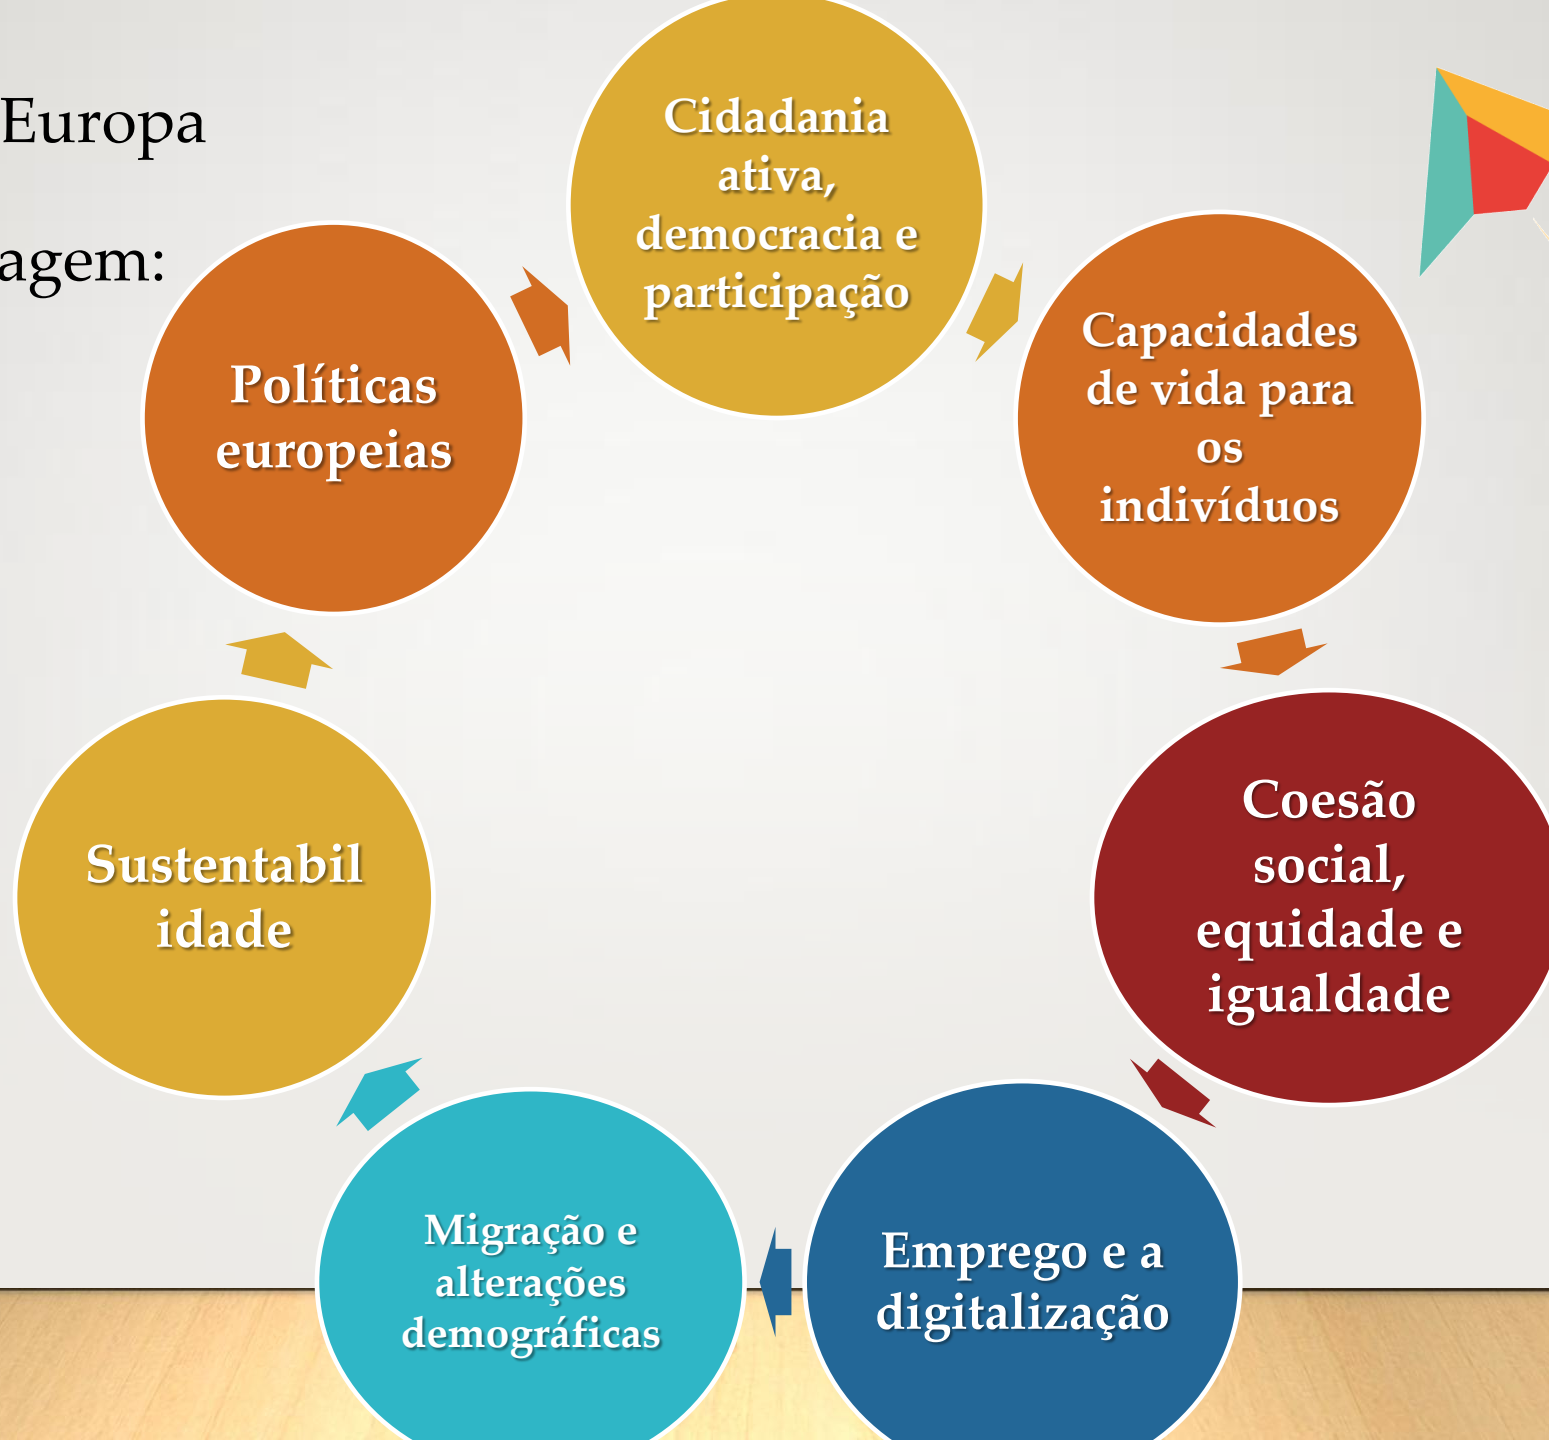 Europa
agem:
Cidadania
ativa,
democracia e
participação
Capacidades
de vida para
os
indivíduos
Coesão
social,
equidade e
igualdade
Emprego e a
digitalização
Migração e
alterações
demográficas
Sustentabil
idade
Políticas
europeias